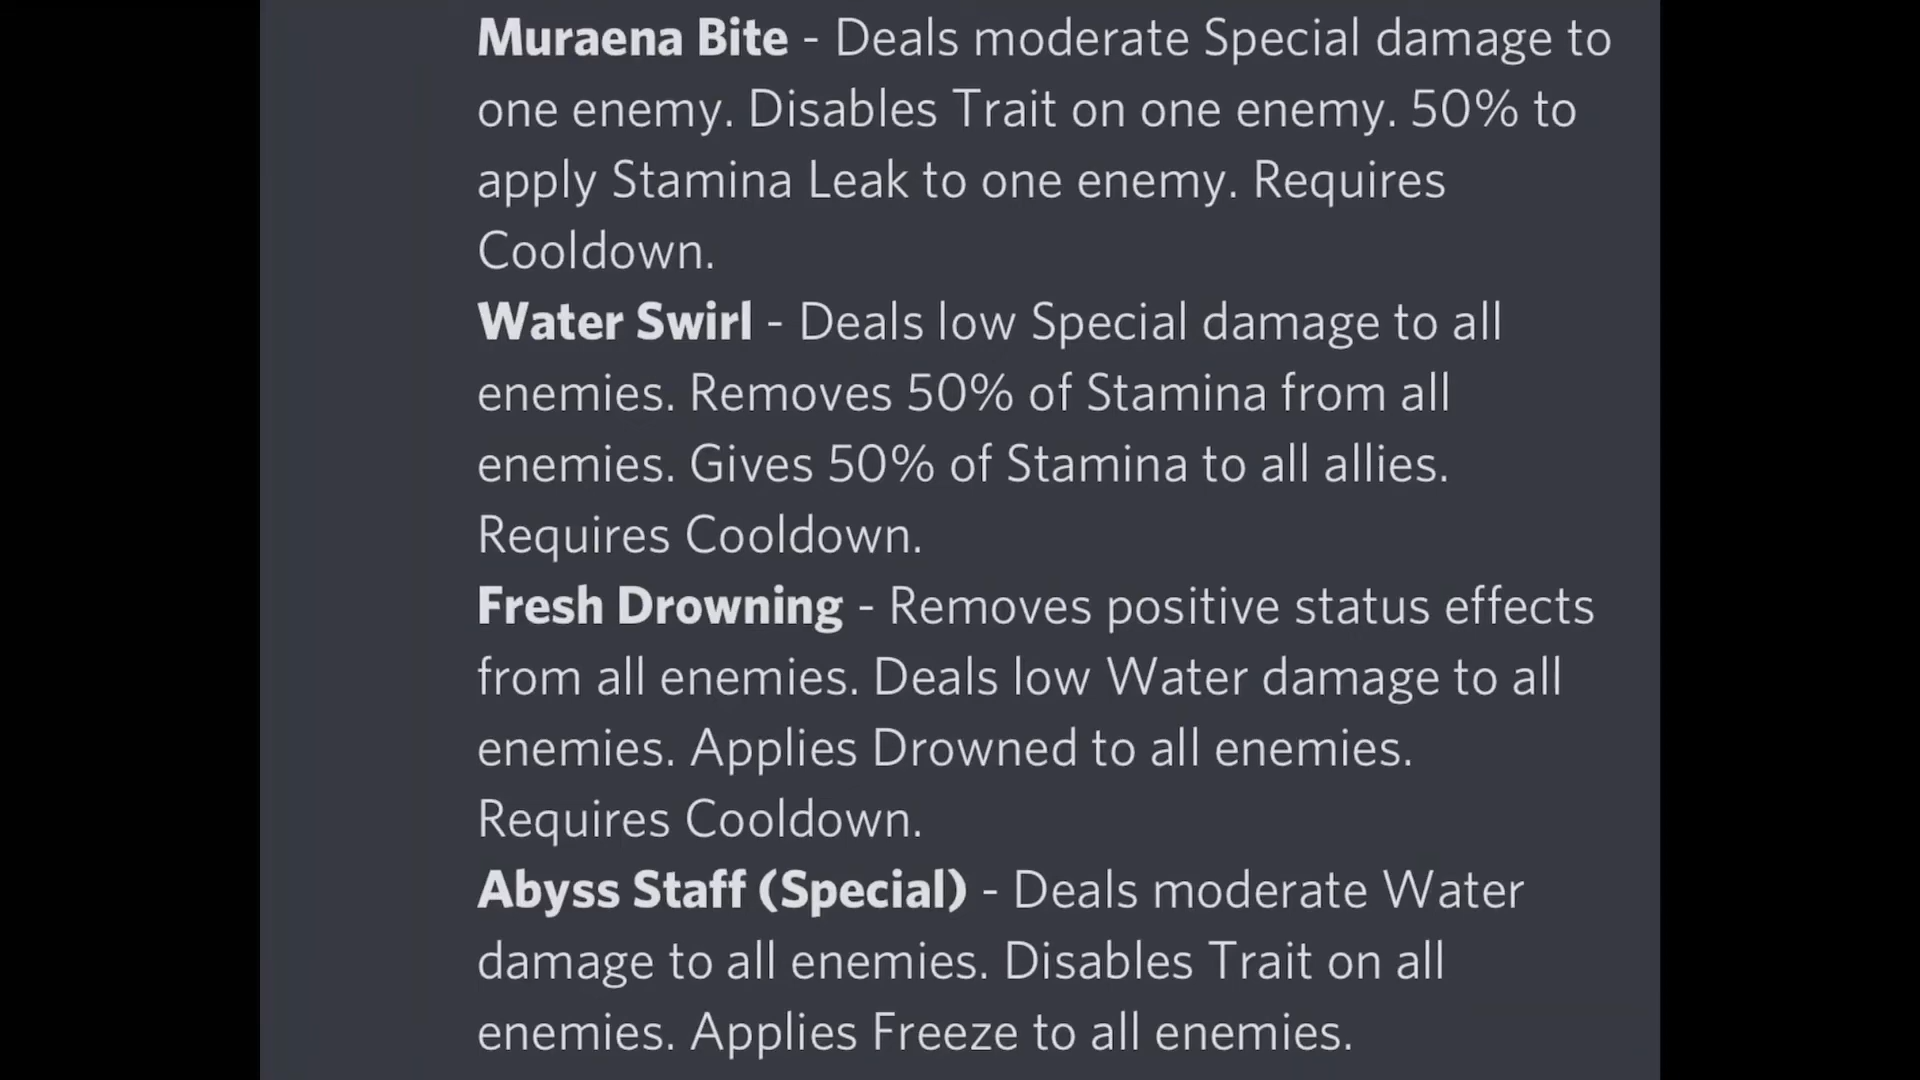 Muraena Bite - Deals moderate Special damage to
one enemy. Disables Trait on one enemy. 50% to
apply Stamina Leak to one enemy. Requires
Cooldown.
Water Swirl - Deals low Special damage to all
enemies. Removes 50% of Stamina from all
enemies. Gives 50% of Stamina to all allies.
Requires Cooldown.
Fresh Drowning - Removes positive status effects
from all enemies. Deals low Water damage to all
enemies. Applies Drowned to all enemies.
Requires Cooldown.
Abyss Staff (Special) - Deals moderate Water
damage to all enemies. Disables Trait on all
enemies. Applies Freeze to all enemies.